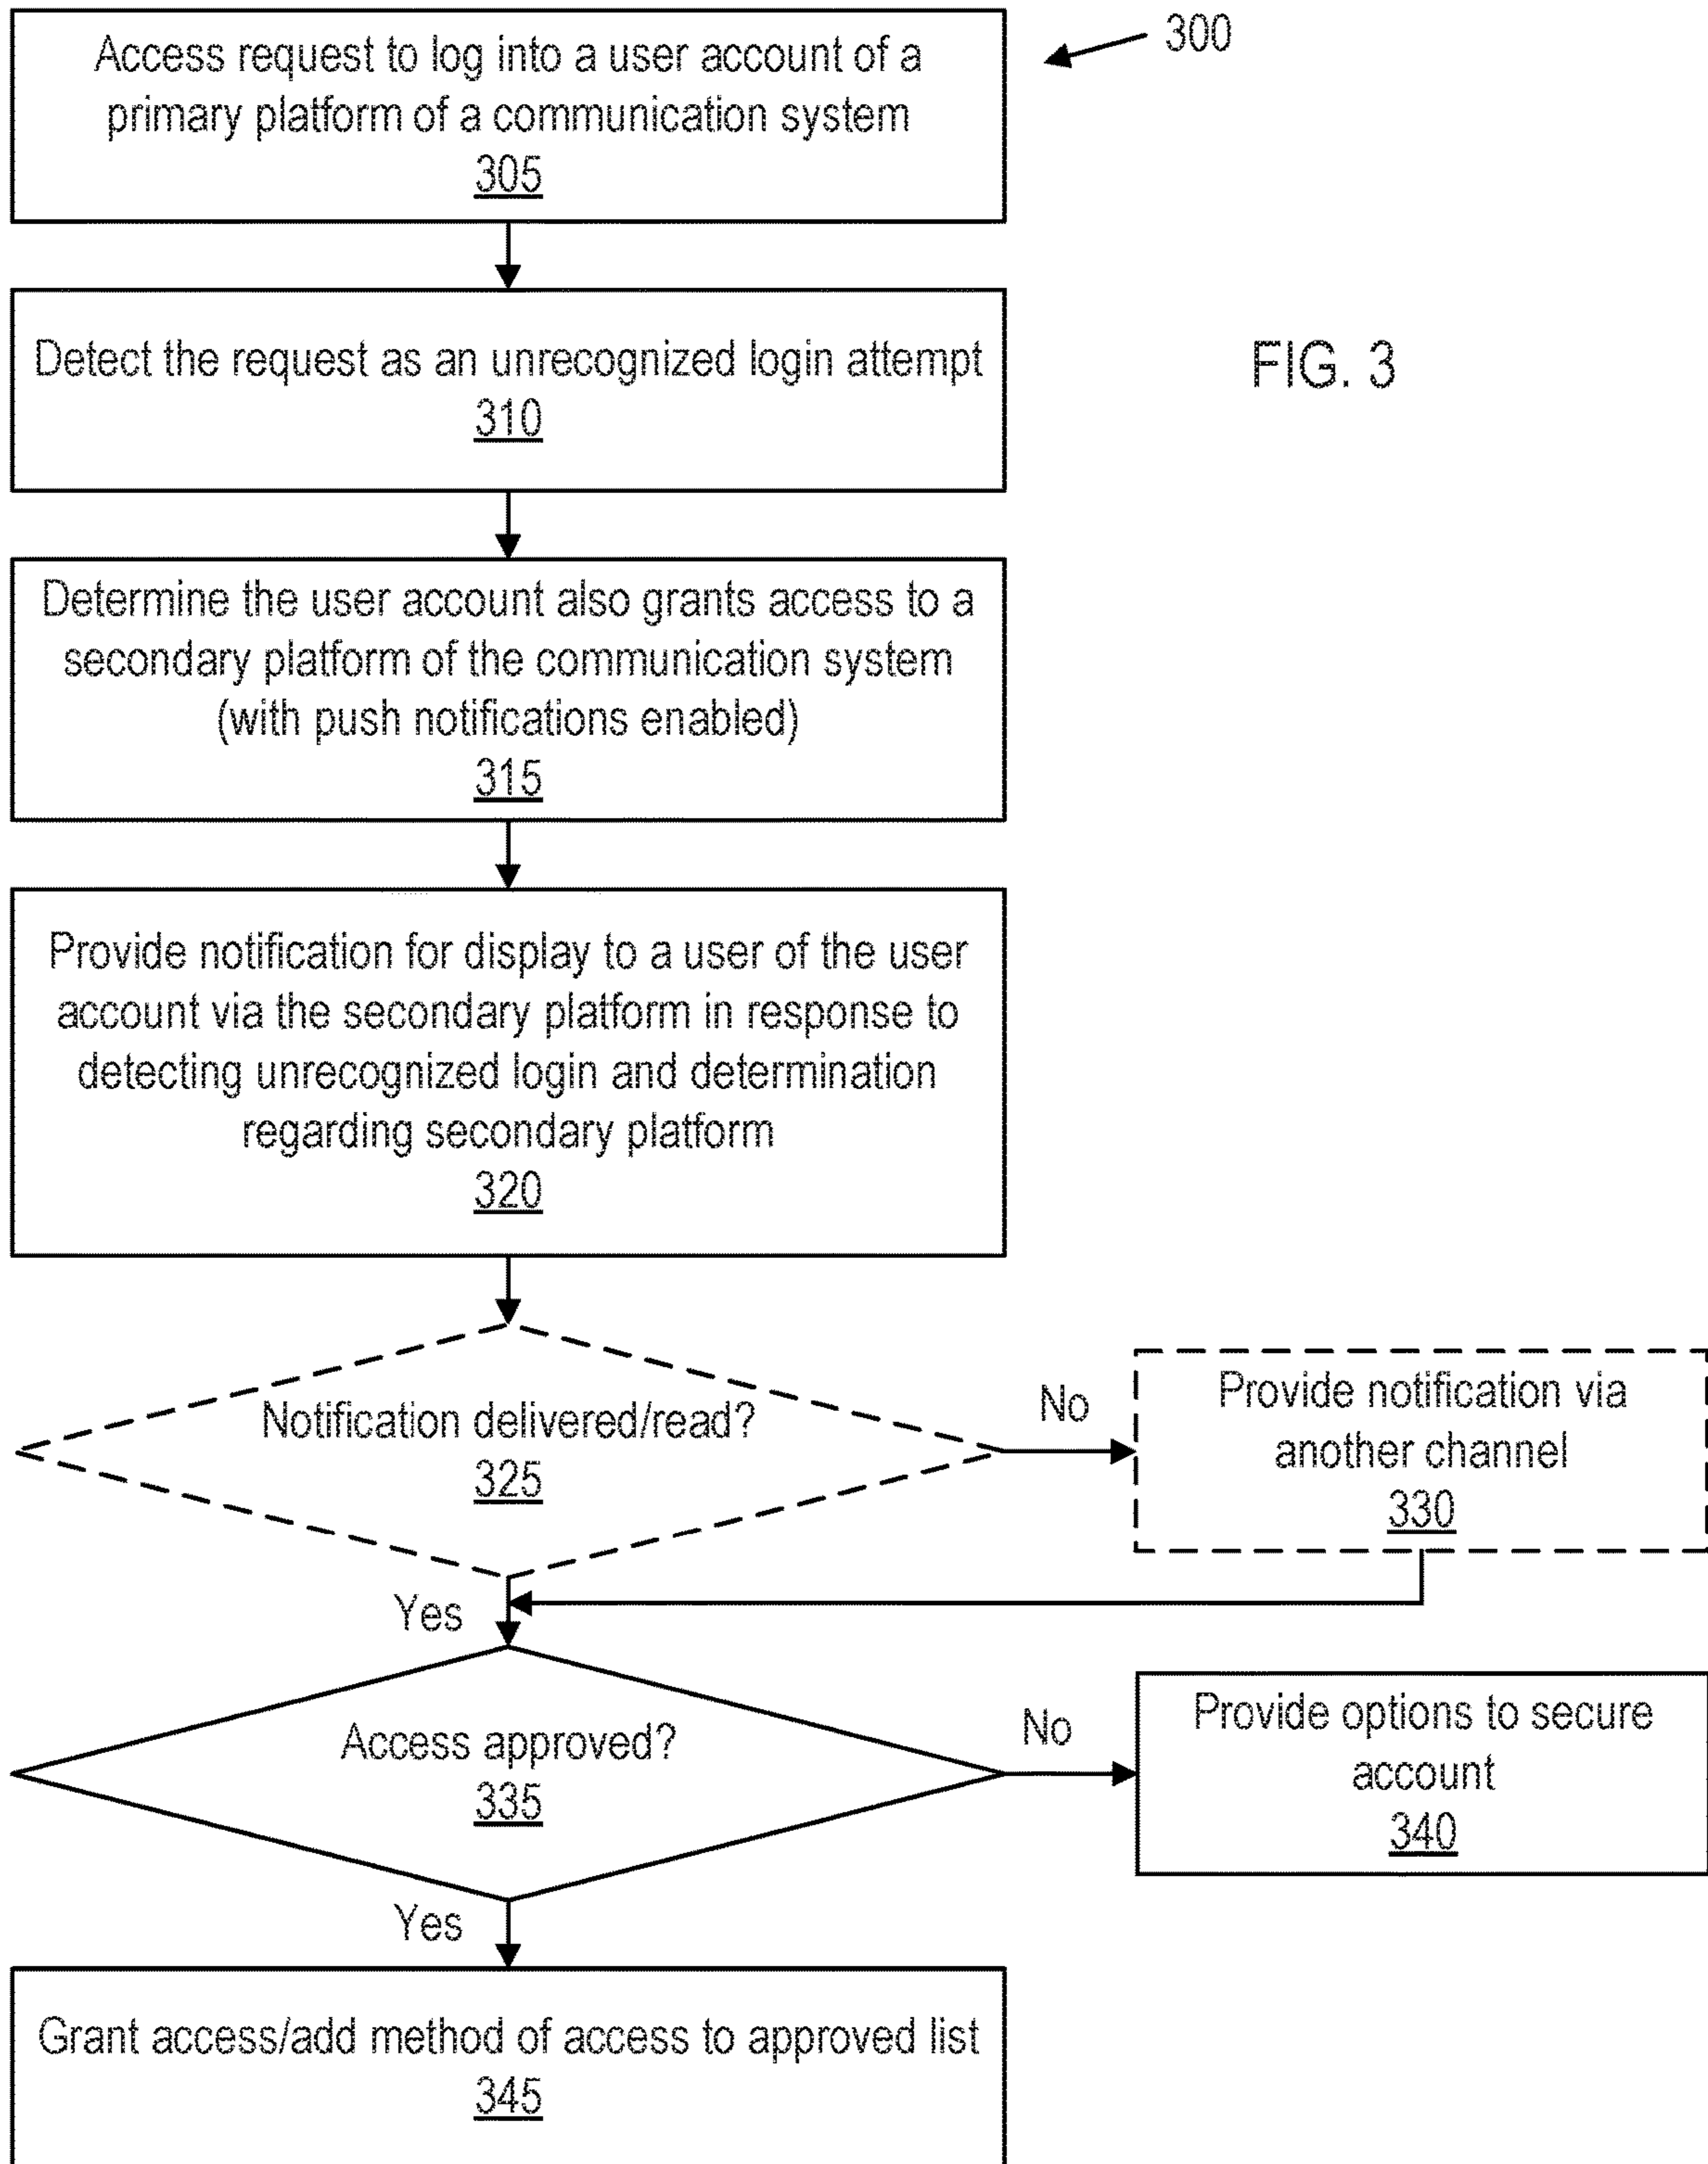 Access request to log into a user account of a
primary platform of a communication system
305
300
Detect the request as an unrecognized login attempt
310
FIG. 3
Determine the user account also grants access to a
secondary platform of the communication system
(with push notifications enabled)
315
Provide notification for display to a user of the user
account via the secondary platform in response to
detecting unrecognized login and determination
regarding secondary platform
320
Notification delivered/read?
325
No
Provide notification via
another channel
330
Yes
Access approved?
335
No
Provide options to secure
account
340
Yes
Grant access/add method of access to approved list
345